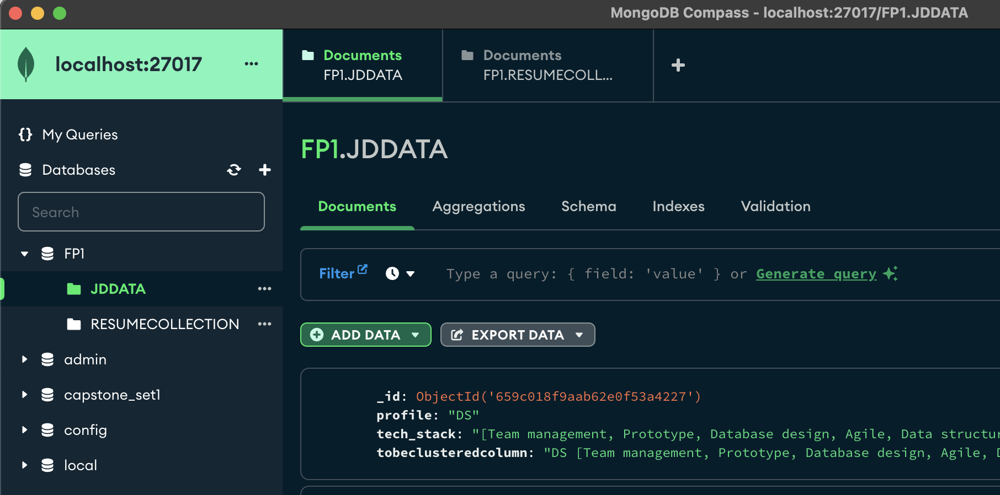 MongoDB Compass - localhost:27017/FP1.JDDATA
localhost:27017
My Queries
Databases
Search
FP1
JDDATA
RESUMECOLLECTION
admin
capstone_set1
config
local
Documents
FP1.JDDATA
Documents
FP1.RESUMECOLL...
FP1.JDDATA
Documents Aggregations Schema Indexes Validation
Filter Type a query: { field: 'value' } or Generate query
ADD DATA EXPORT DATA
_id: ObjectId('659c018f9aab62e0f53a4227')
profile: "DS"
tech_stack: "[Team management, Prototype, Database design, Agile, Data structur
tobeclusteredcolumn: "DS [Team management, Prototype, Database design, Agile,